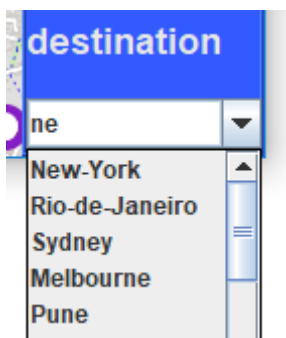 destination
ne
New-York
Rio-de-Janeiro
Sydney
Melbourne
Pune